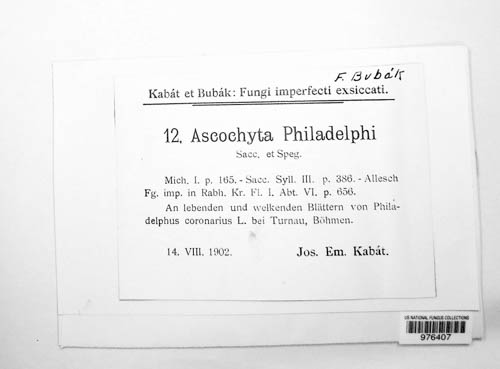 F. Bubák
Kabát et Bubák: Fungi imperfecti exsiccati.
12. Ascochyta Philadelphi
Sacc. et Speg.
Mich. I. p. 165. - Sacc. Syll. III. p. 386. - Allesch
Fg. imp. in Rabh. Kr. Fl. I. Abt. VI. p. 656.
An lebenden und welkenden Blättern von Phila-
delphus coronarius L. bei Turnau, Böhmen.
14. VIII. 1902. Jos. Em. Kabát.
US NATIONAL FUNGUS COLLECTIONS
976407